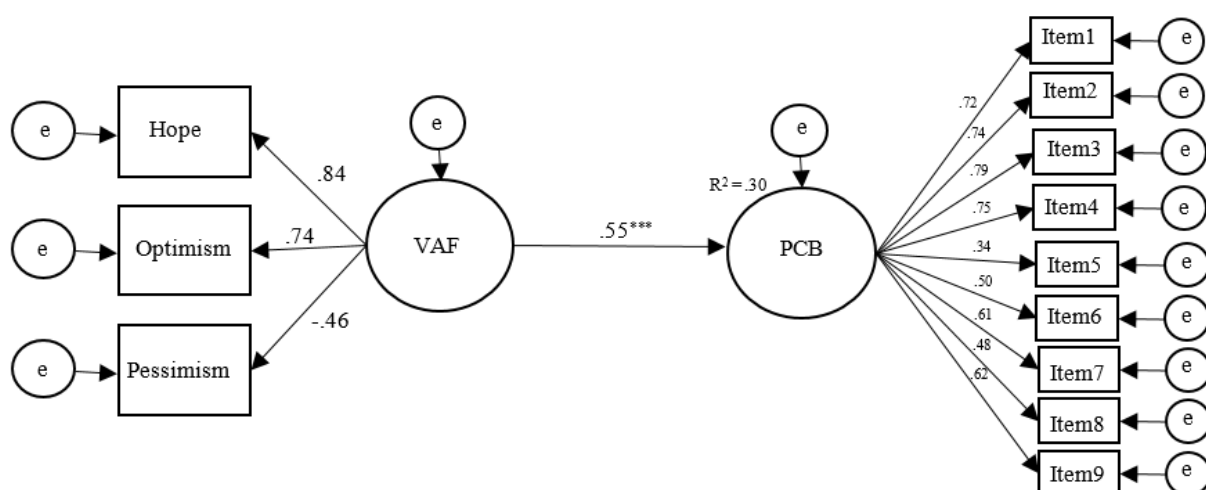 e
Hope
.84
e
Optimism
.74
e
Pessimism
-.46
e
VAF
.55***
e
R² = .30
PCB
.72
Item1
e
.74
Item2
e
.79
Item3
e
.75
Item4
e
.34
Item5
e
.50
Item6
e
.61
Item7
e
.48
Item8
e
.62
Item9
e